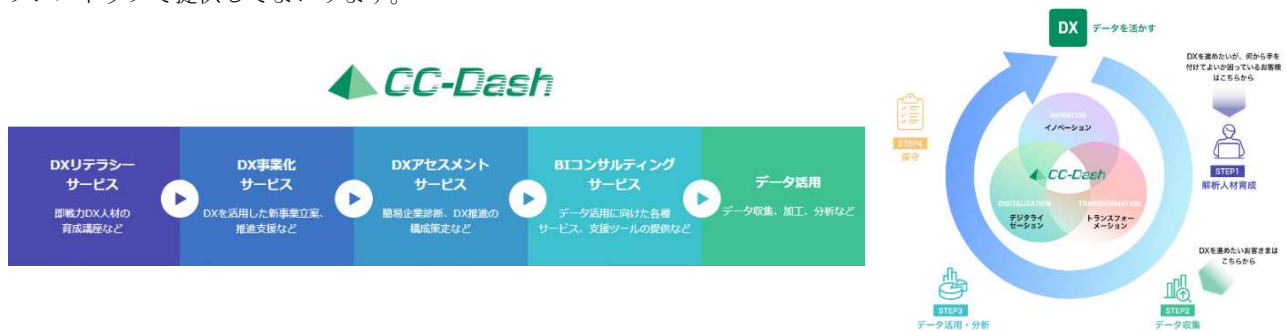 ワンストップで提供してまいります。
CC-Dash
DXリテラシー
サービス
即戦力DX人材の
育成講座など
DX事業化
サービス
DXを活用した新事業立案、
推進支援など
DXアセスメント
サービス
簡易企業診断、DX推進の
構成策定など
BIコンサルティング
サービス
データ活用に向けた各種
サービス、支援ツールの提供など
データ活用
データ収集、加工、分析など
DX データを活かす
DXを進めたいが、何から手を
付けてよいか困っているお客様
はこちらから
STEP1
解析人材育成
DXを進めたいお客さまは
こちらから
STEP2
データ収集
STEP3
データ活用・分析
STEP4
保守
INOVATION
イノベーション
CC-Dash
DIGITALIZATION
デジタライ
ゼーション
TRANSFORMATION
トランスフォー
メーション